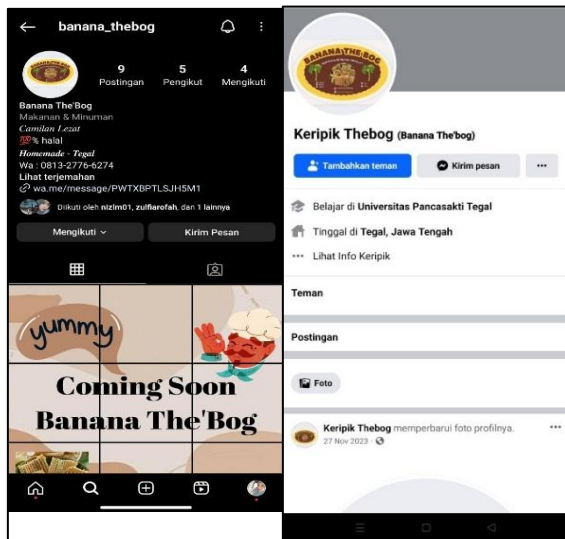 banana_thebog
9 5 4
Postingan Pengikut Mengikuti
Banana The'Bog
Makanan & Minuman
Camilan Lezat
💯% halal
Homemade - Tegal
Wa : 0813-2776-6274
Lihat terjemahan
wa.me/message/PWTXBPTLSJH5M1
Diikuti oleh nizlm01, zulfiarofah, dan 1 lainnya
Mengikuti Kirim Pesan
yummy
Coming Soon
Banana The'Bog
BANANA THE'BOG
Keripik Thebog (Banana The'bog)
Tambahkan teman Kirim pesan
Belajar di Universitas Pancasakti Tegal
Tinggal di Tegal, Jawa Tengah
Lihat Info Keripik
Teman
Postingan
Foto
Keripik Thebog memperbarui foto profilnya.
27 Nov 2023